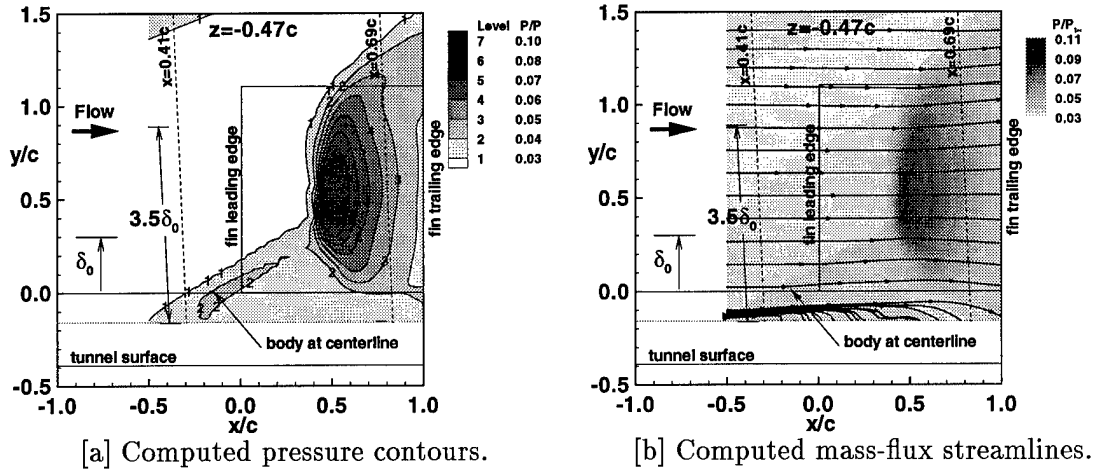 1.5
z=-0.47c
x=0.41c
x=0.69c
Level P/P
7 0.10
6 0.08
5 0.07
4 0.06
3 0.05
2 0.04
1 0.03
1.0
Flow
y/c
0.5
3.5δ₀
δ₀
fin leading edge
fin trailing edge
0.0
body at centerline
tunnel surface
-0.5
-1.0 -0.5 0.0 0.5 1.0
x/c
[a] Computed pressure contours.
1.5
z=-0.47c
x=0.41c
x=0.69c
0.11
0.09
0.07
0.05
0.03
1.0
Flow
y/c
0.5
3.5δ₀
δ₀
fin leading edge
fin trailing edge
0.0
body at centerline
tunnel surface
-0.5
-1.0 -0.5 0.0 0.5 1.0
x/c
[b] Computed mass-flux streamlines.